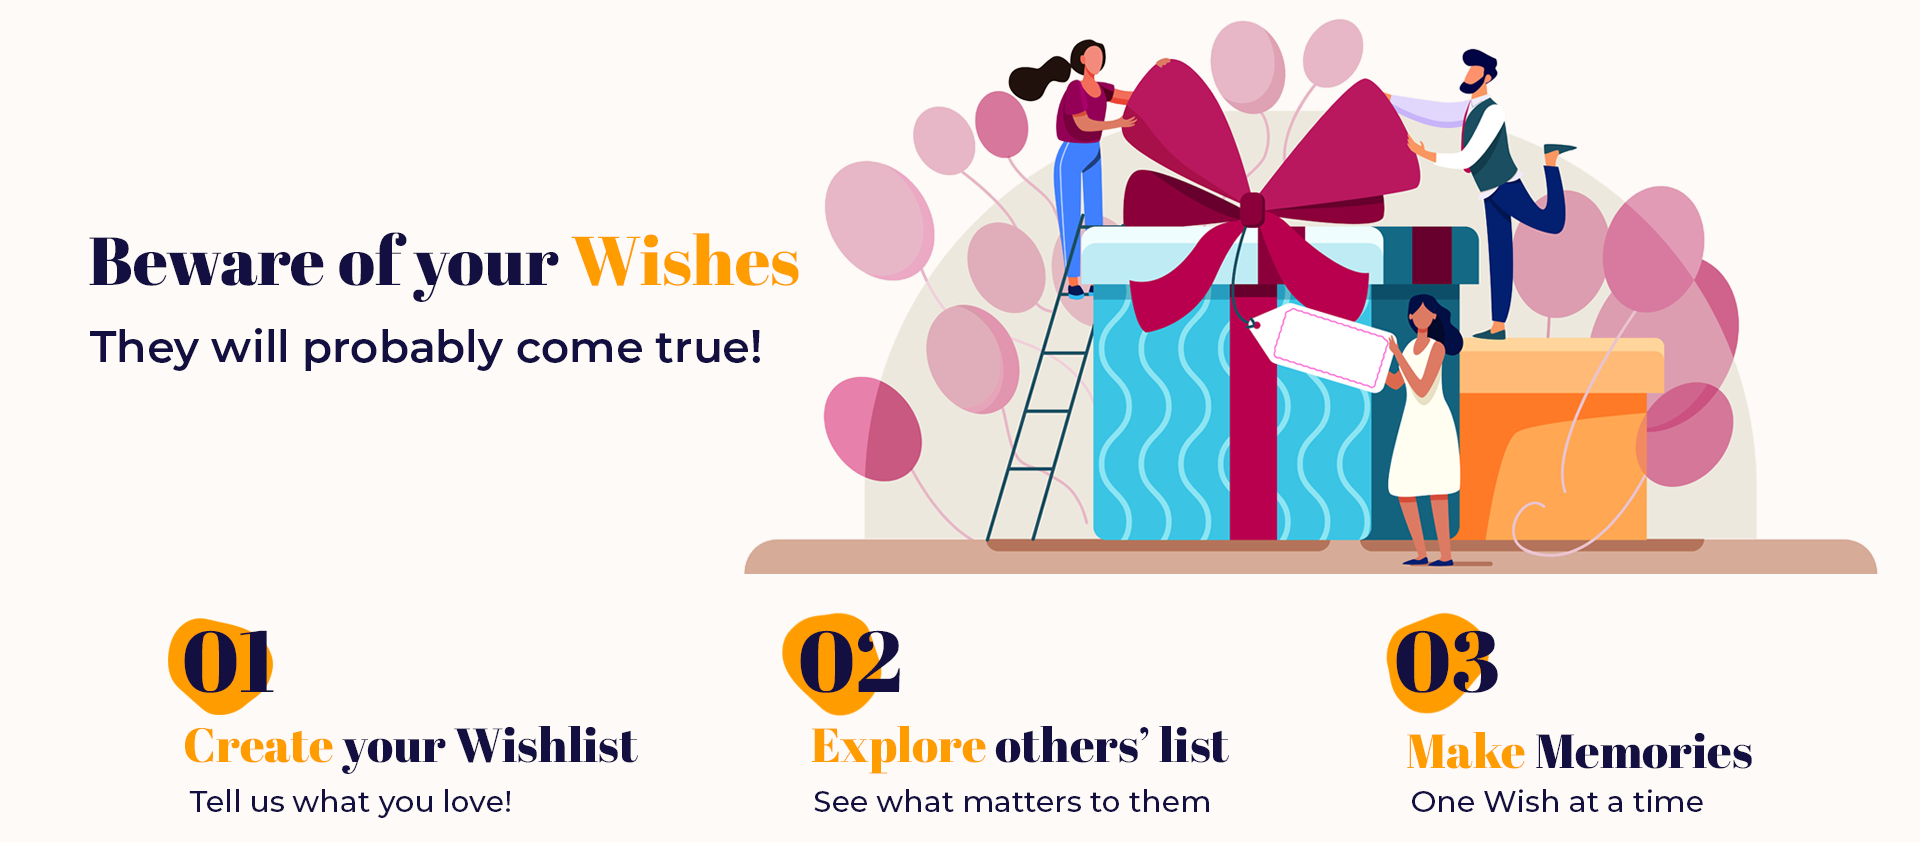 Beware of your Wishes
They will probably come true!
01
Create your Wishlist
Tell us what you love!
02
Explore others’ list
See what matters to them
03
Make Memories
One Wish at a time